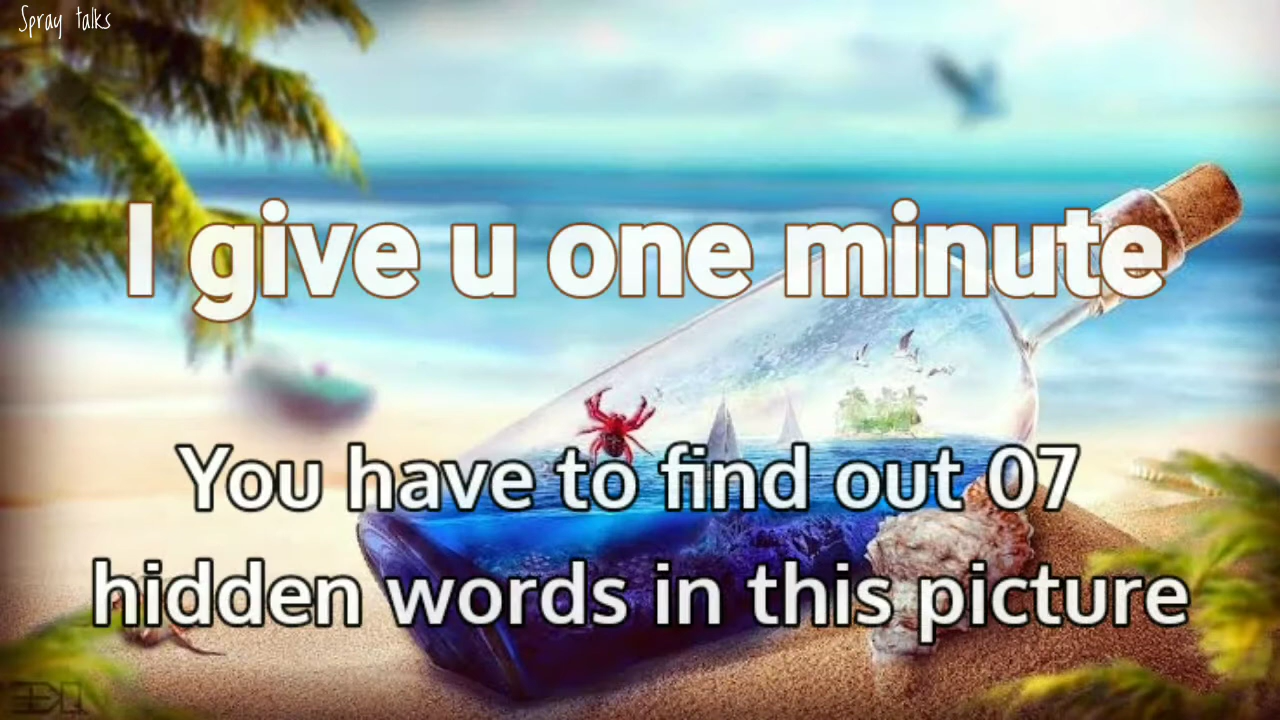 Spray talks
I give u one minute
You have to find out 07
hidden words in this picture